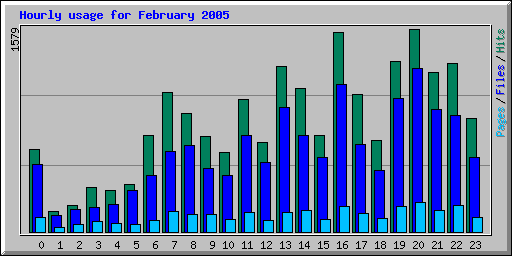 Hourly usage for February 2005
1579
Pages/Files/Hits
0 1 2 3 4 5 6 7 8 9 10 11 12 13 14 15 16 17 18 19 20 21 22 23